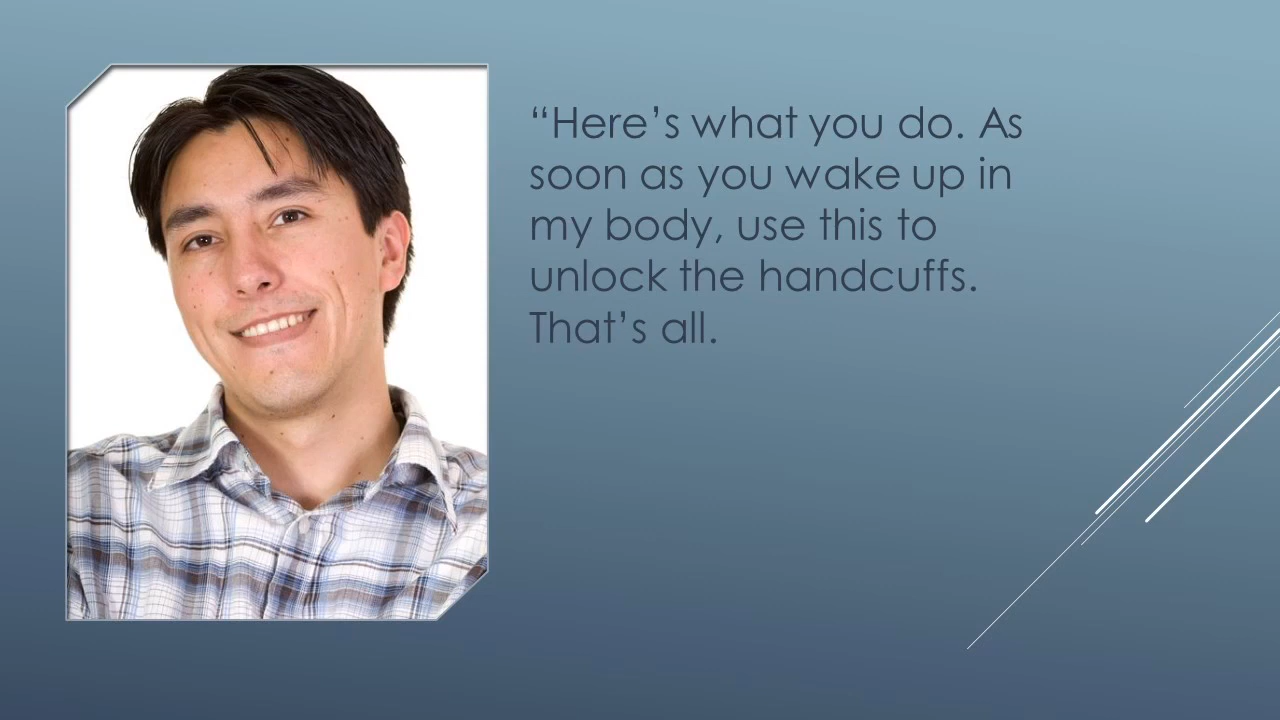 “Here’s what you do. As
soon as you wake up in
my body, use this to
unlock the handcuffs.
That’s all.